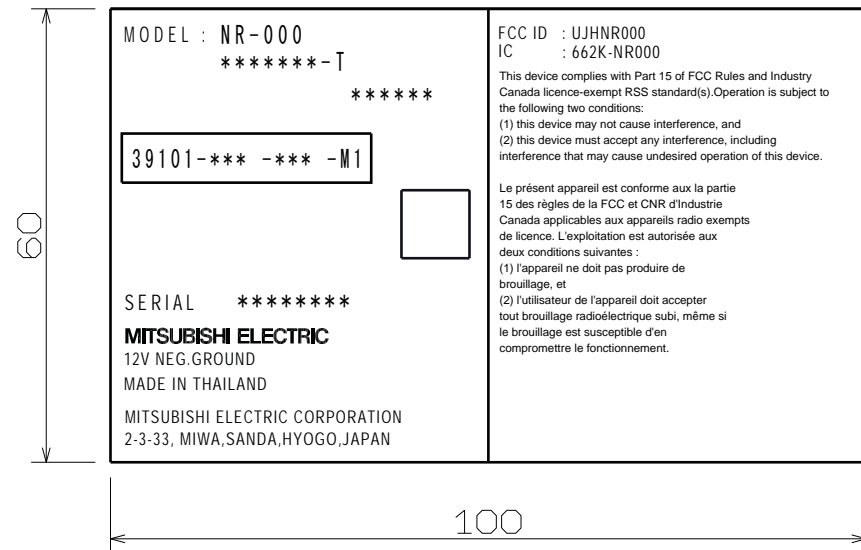 MODEL : NR-000
*******-T
******
39101-*** -*** -M1
SERIAL ********
MITSUBISHI ELECTRIC
12V NEG.GROUND
MADE IN THAILAND
MITSUBISHI ELECTRIC CORPORATION
2-3-33, MIWA,SANDA,HYOGO,JAPAN
FCC ID : UJHNR000
IC : 662K-NR000
This device complies with Part 15 of FCC Rules and Industry
Canada licence-exempt RSS standard(s).Operation is subject to
the following two conditions:
(1) this device may not cause interference, and
(2) this device must accept any interference, including
interference that may cause undesired operation of this device.
Le présent appareil est conforme aux la partie
15 des règles de la FCC et CNR d'Industrie
Canada applicables aux appareils radio exempts
de licence. L'exploitation est autorisée aux
deux conditions suivantes :
(1) l'appareil ne doit pas produire de
brouillage, et
(2) l'utilisateur de l'appareil doit accepter
tout brouillage radioélectrique subi, même si
le brouillage est susceptible d'en
compromettre le fonctionnement.
60
100